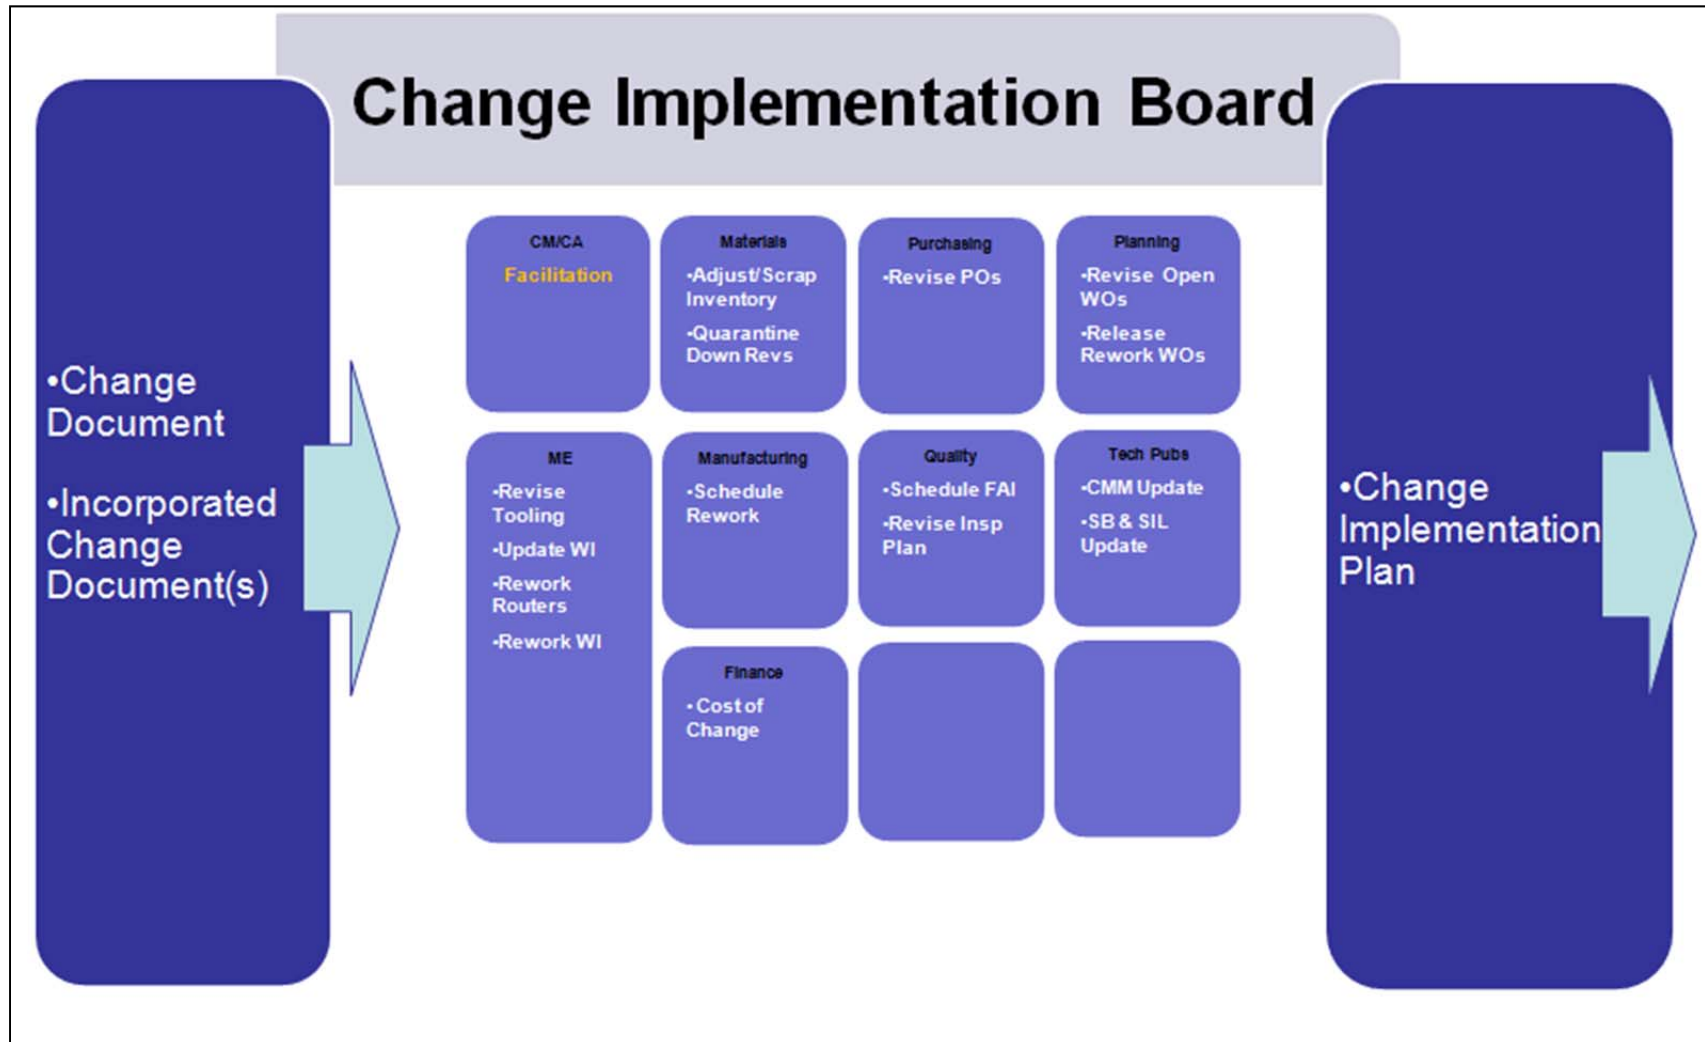 Change Implementation Board
•Change
Document
•Incorporated
Change
Document(s)
CM/CA
Facilitation
Materials
•Adjust/Scrap
Inventory
•Quarantine
Down Revs
Purchasing
•Revise POs
Planning
•Revise Open
WOs
•Release
Rework WOs
ME
•Revise
Tooling
•Update WI
•Rework
Routers
•Rework WI
Manufacturing
•Schedule
Rework
Quality
•Schedule FAI
•Revise Insp
Plan
Tech Pubs
•CMM Update
•SB & SIL
Update
Finance
•Cost of
Change
•Change
Implementation
Plan